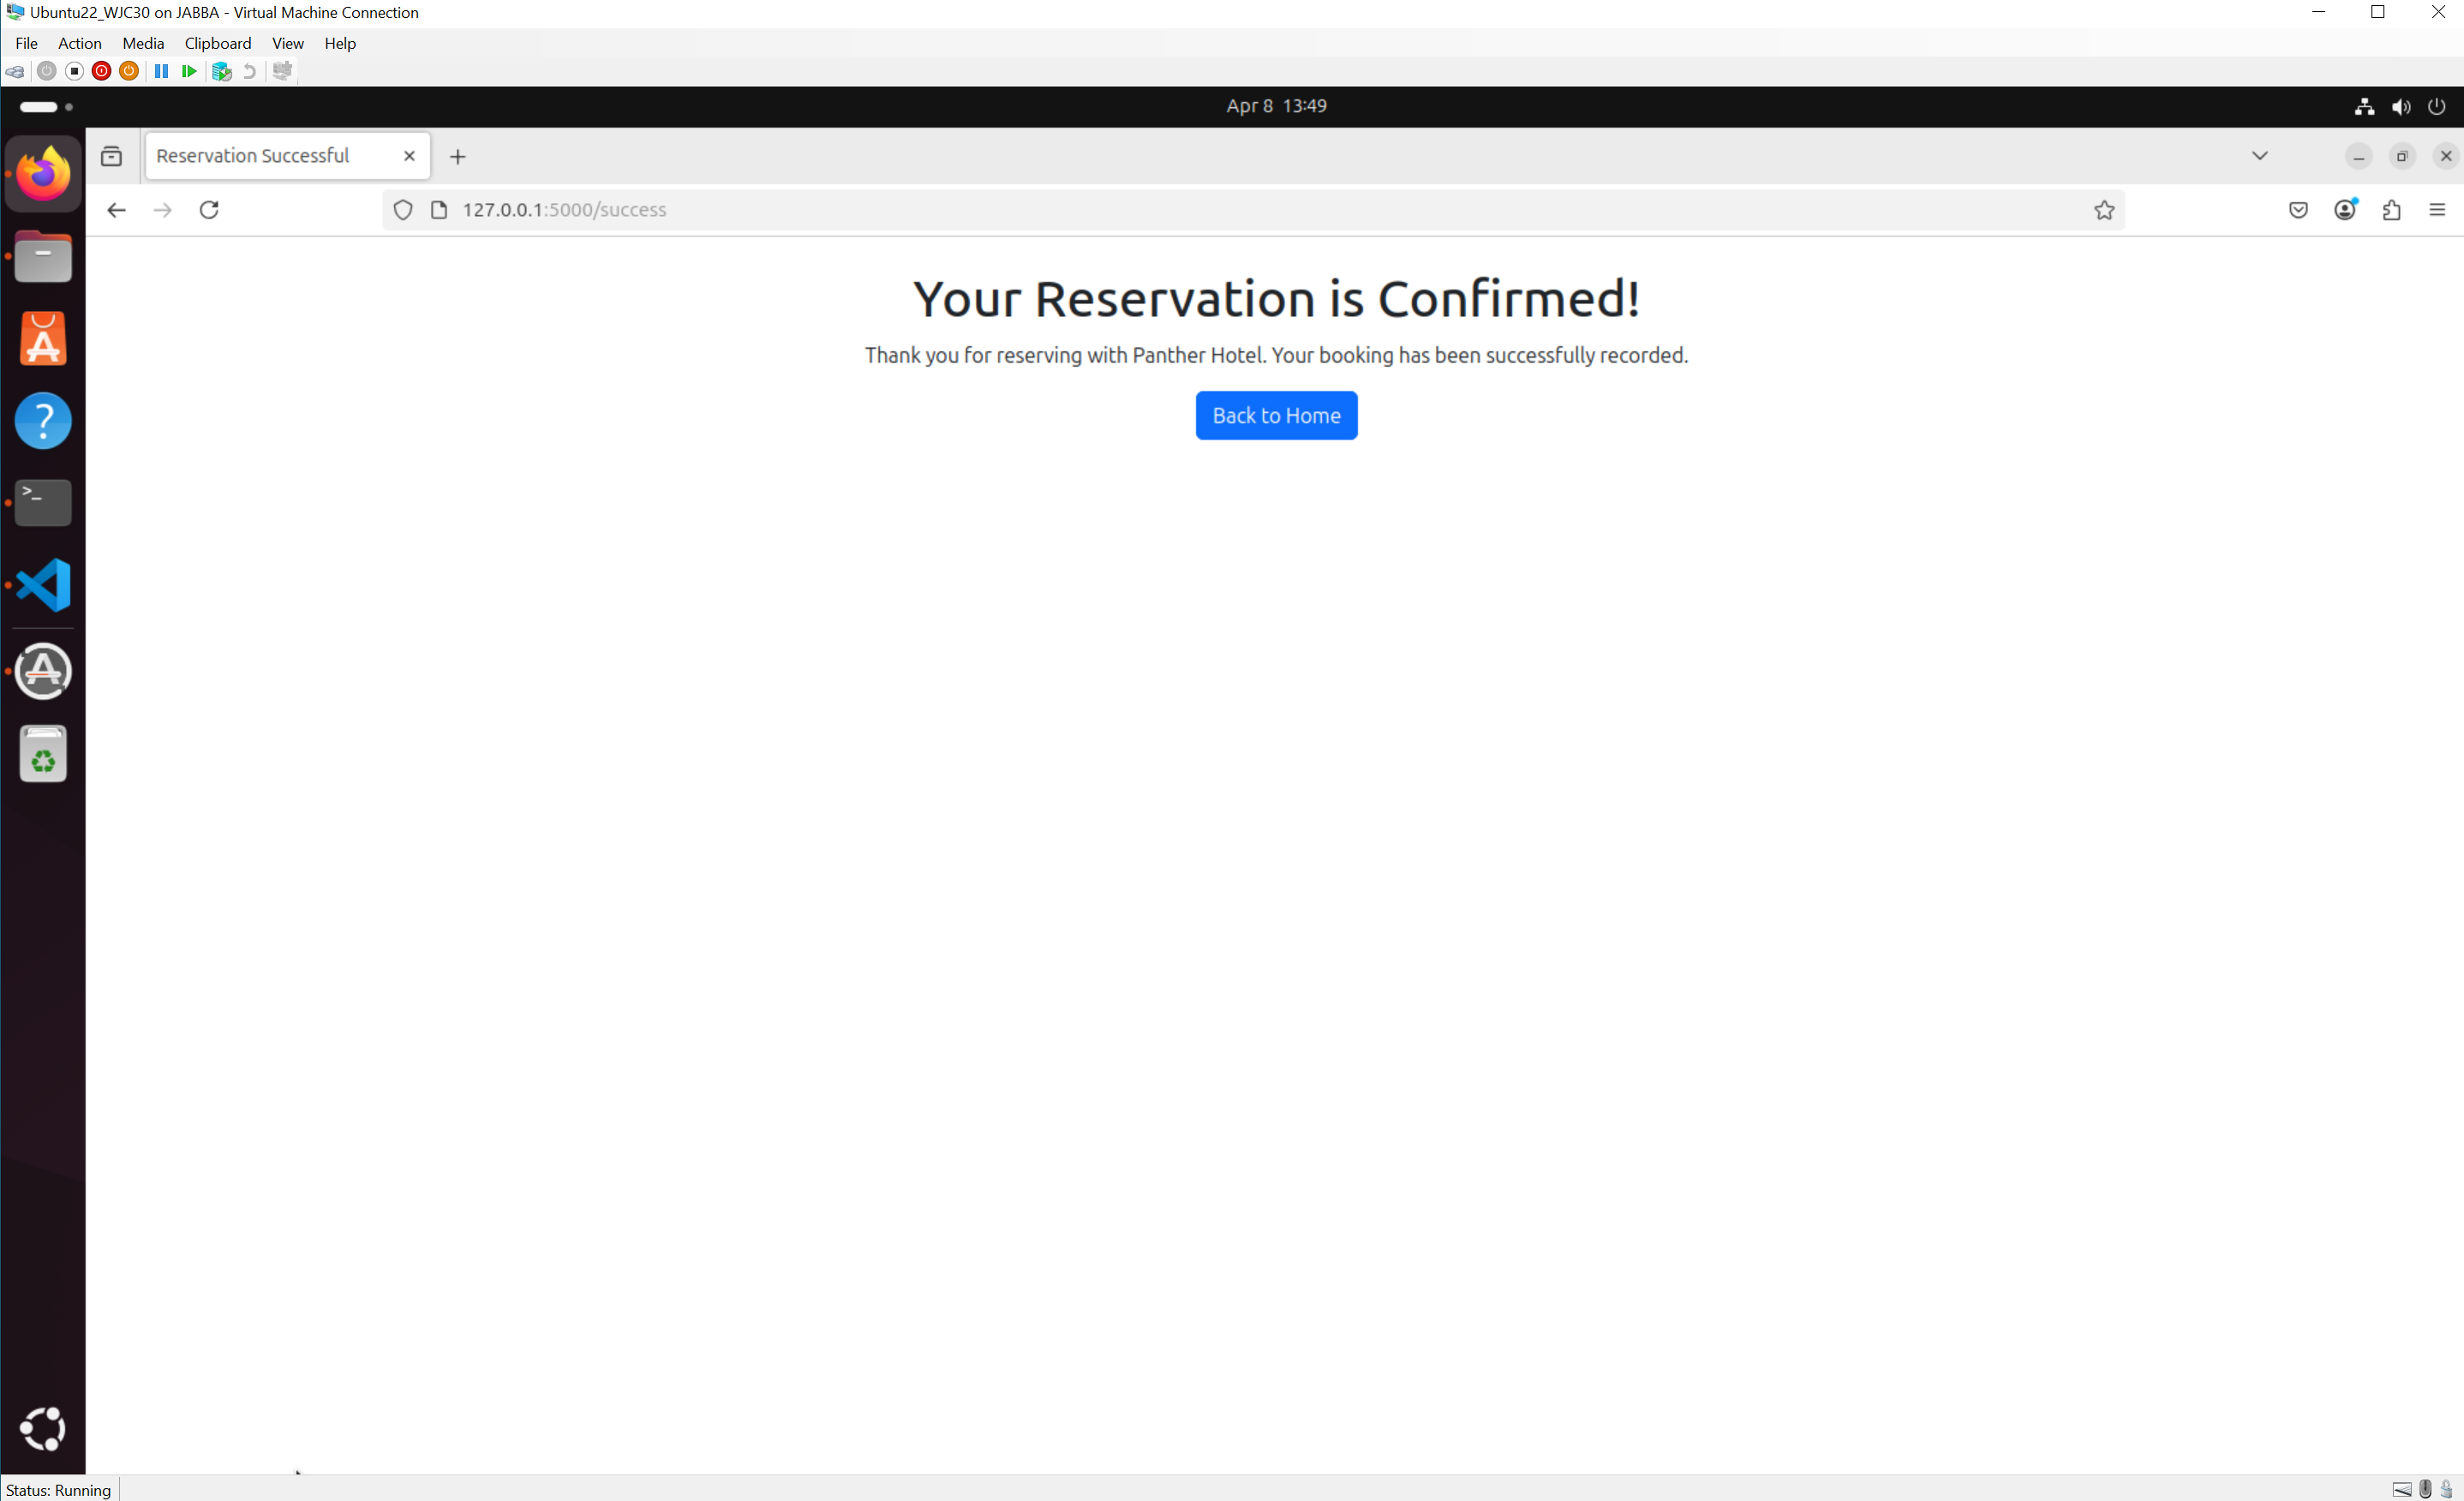 Ubuntu22_WJC30 on JABBA - Virtual Machine Connection
File Action Media Clipboard View Help
Apr 8 13:49
Reservation Successful
127.0.0.1:5000/success
Your Reservation is Confirmed!
Thank you for reserving with Panther Hotel. Your booking has been successfully recorded.
Back to Home
Status: Running